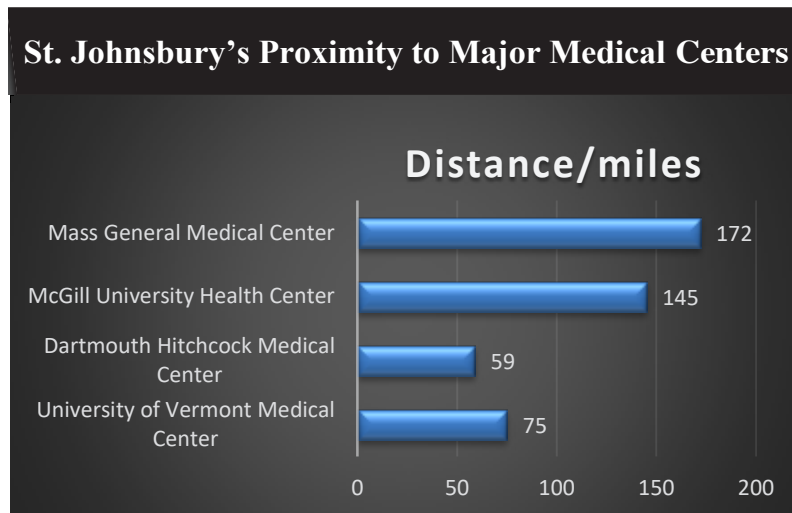 St. Johnsbury’s Proximity to Major Medical Centers
Distance/miles
Mass General Medical Center
172
McGill University Health Center
145
Dartmouth Hitchcock Medical
Center
59
University of Vermont Medical
Center
75
0
50
100
150
200